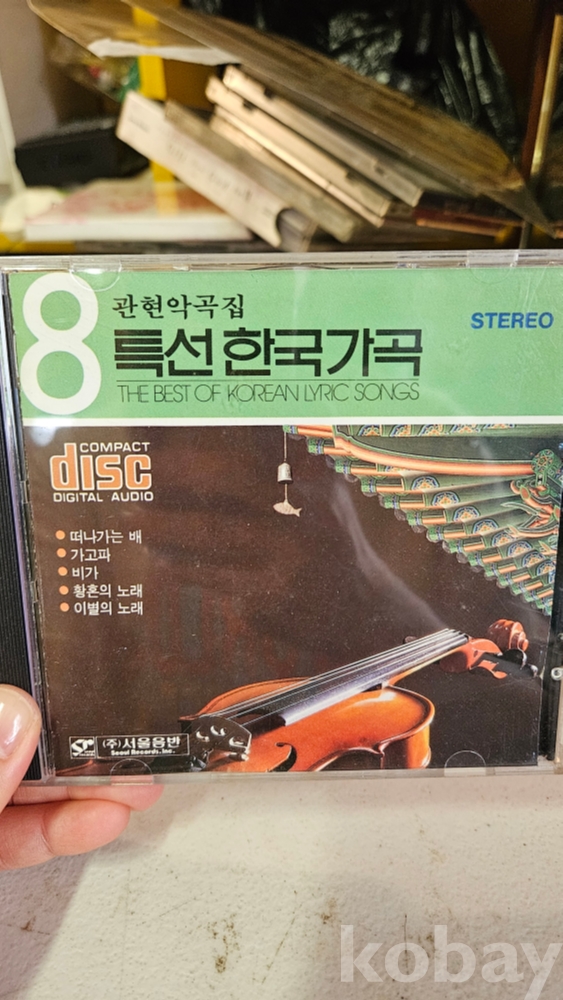 8
관현악곡집
특선 한국가곡
THE BEST OF KOREAN LYRIC SONGS
STEREO
COMPACT
disc
DIGITAL AUDIO
떠나가는 배
가고파
비가
황혼의 노래
이별의 노래
(주)서울음반
Seoul Records. Inc.
kobay